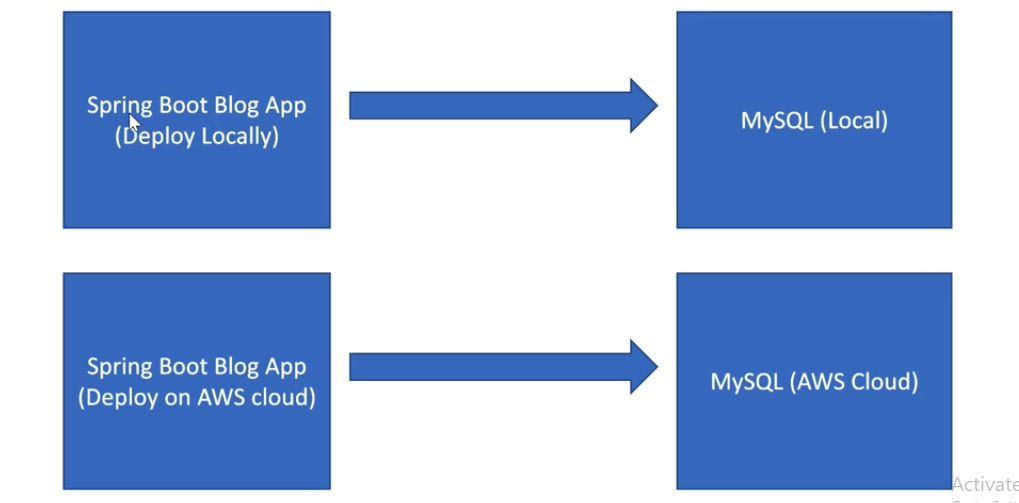 Spring Boot Blog App
(Deploy Locally)
MySQL (Local)
Spring Boot Blog App
(Deploy on AWS cloud)
MySQL (AWS Cloud)
Activate